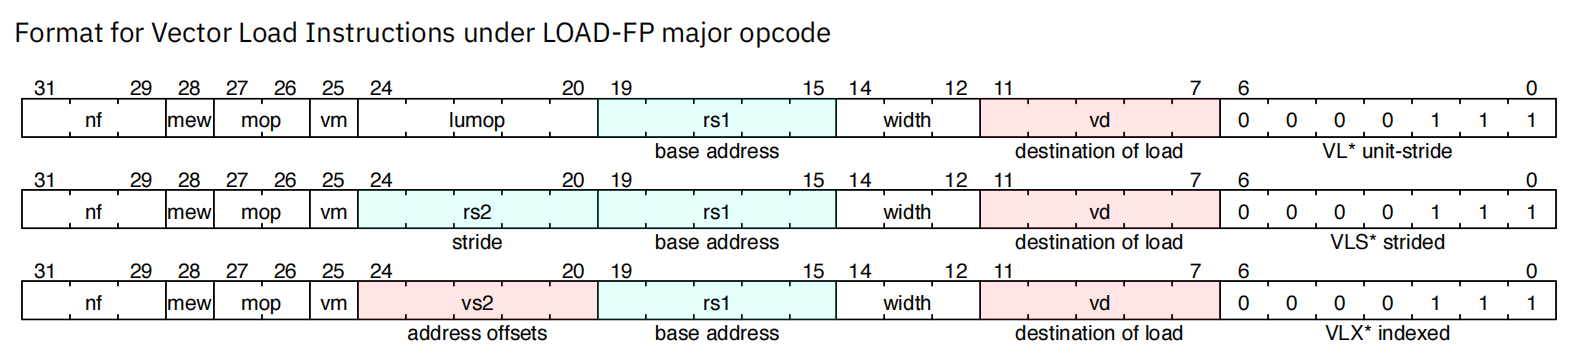 Format for Vector Load Instructions under LOAD-FP major opcode
31 29 28 27 26 25 24 20 19 15 14 12 11 7 6 0
nf mew mop vm lumop rs1 width vd 0 0 0 0 1 1 1
base address destination of load VL* unit-stride
31 29 28 27 26 25 24 20 19 15 14 12 11 7 6 0
nf mew mop vm rs2 rs1 width vd 0 0 0 0 1 1 1
stride base address destination of load VLS* strided
31 29 28 27 26 25 24 20 19 15 14 12 11 7 6 0
nf mew mop vm vs2 rs1 width vd 0 0 0 0 1 1 1
address offsets base address destination of load VLX* indexed